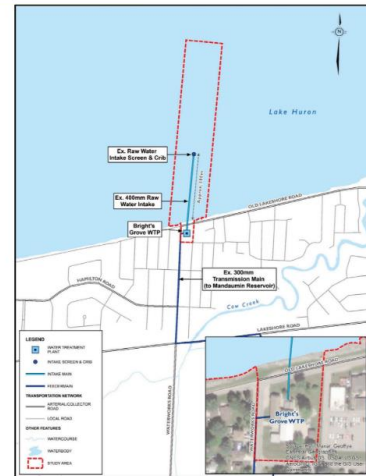 N
Lake Huron
Ex. Raw Water
Intake Screen & Crib
Ex. 400mm Raw
Water Intake
OLD LAKESHORE ROAD
Bright's
Grove WTP
Ex. 300mm
Transmission Main
(to Mandaumin Reservoir)
HAMILTON ROAD
Cow Creek
LAKESHORE ROAD
WATERWORKS ROAD
LEGEND
WATER TREATMENT
PLANT
INTAKE SCREEN & CRIB
INTAKE MAIN
FEEDERMAIN
TRANSPORTATION NETWORK
ARTERIAL/COLLECTOR
ROAD
LOCAL ROAD
OTHER FEATURES
WATERCOURSE
WATERBODY
STUDY AREA
OLD LAKESHORE ROAD
Bright's
Grove WTP